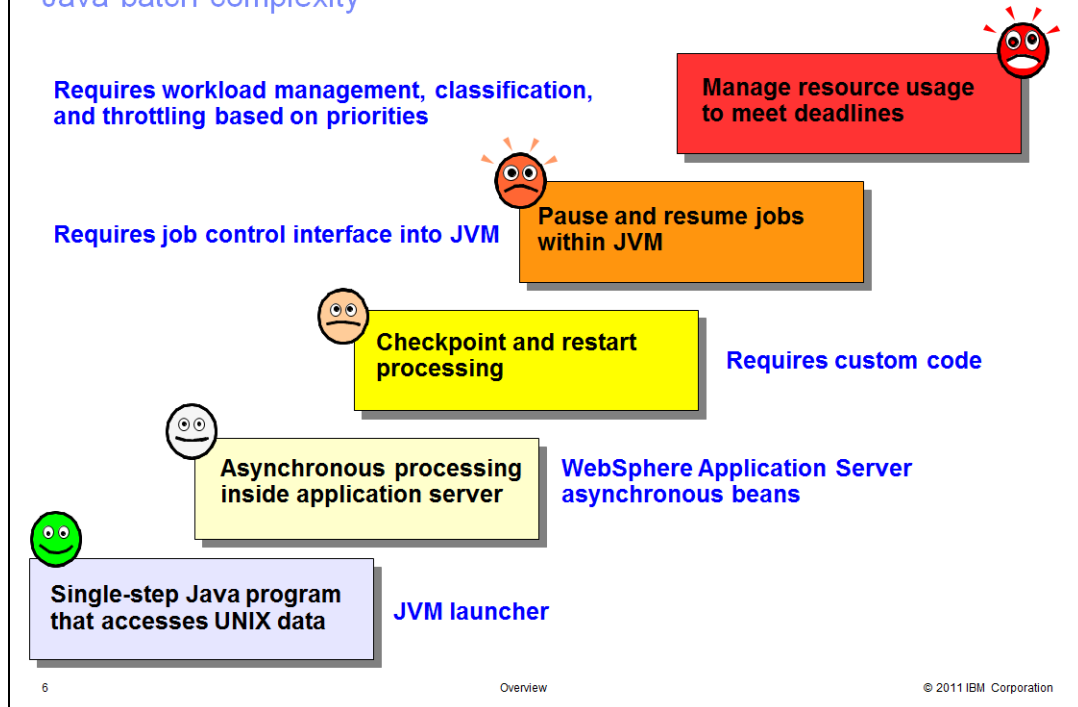 Java batch complexity
Requires workload management, classification,
and throttling based on priorities
Manage resource usage
to meet deadlines
Requires job control interface into JVM
Pause and resume jobs
within JVM
Checkpoint and restart
processing
Requires custom code
Asynchronous processing
inside application server
WebSphere Application Server
asynchronous beans
Single-step Java program
that accesses UNIX data
JVM launcher
6
Overview
© 2011 IBM Corporation